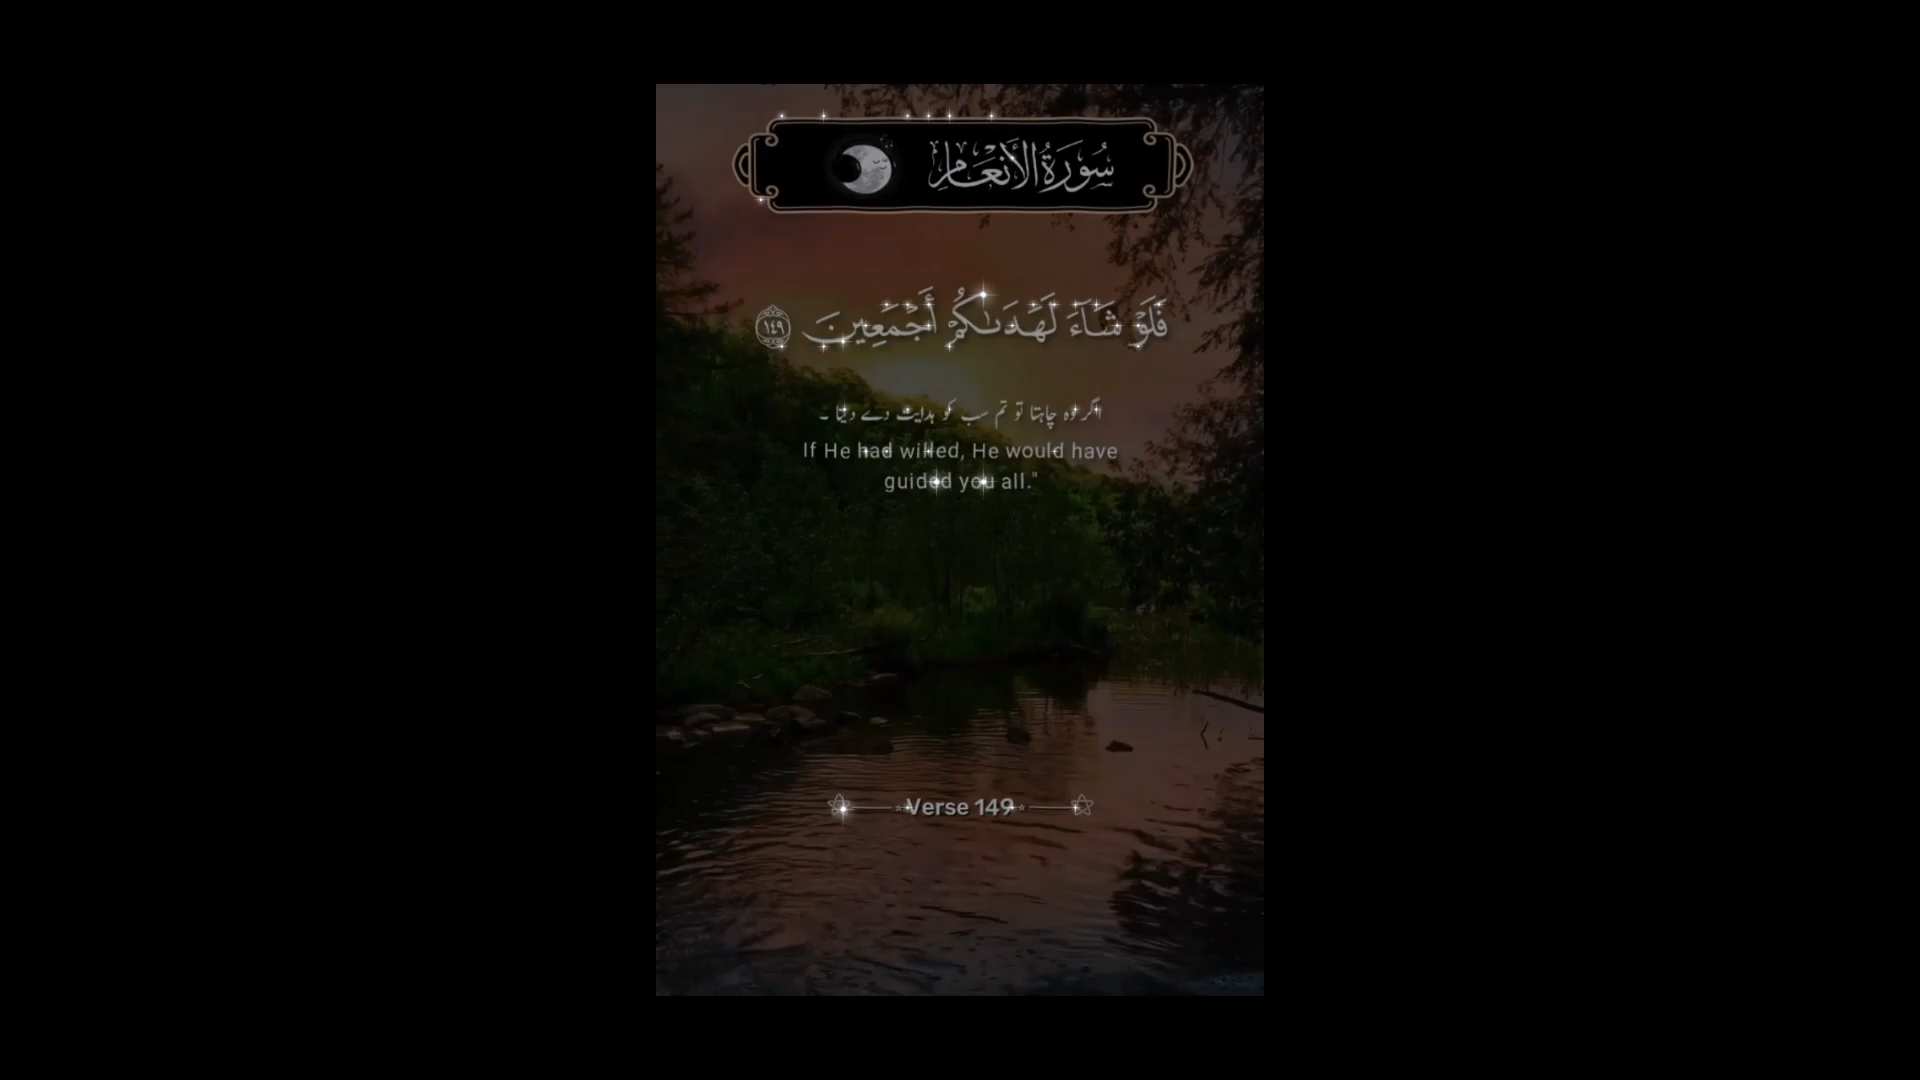 سُورَةُ الأَنْعَام
فَلَوْ شَآءَ لَهَدَىٰكُمْ أَجْمَعِينَ ١٤٩
اگر وہ چاہتا تو تم سب کو ہدایت دے دیتا ۔
If He had willed, He would have
guided you all."
Verse 149